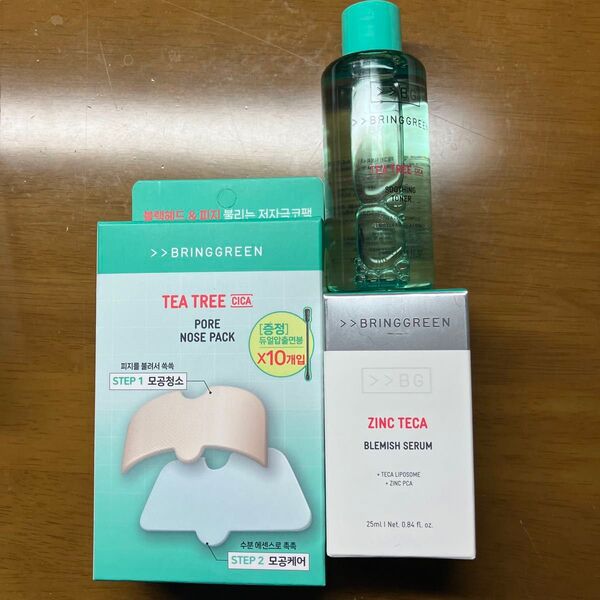 블랙헤드 & 피지 불리는 저자극코팩
>>BRINGGREEN
TEA TREE CICA
PORE
NOSE PACK
[증정]
듀얼압출면봉
X10개입
피지를 불려서 쏙쏙
STEP 1 모공청소
수분 에센스로 촉촉
STEP 2 모공케어
>>BG
>>BRINGGREEN
TEA TREE CICA
SOOTHING
TONER
>>BRINGGREEN
>>BG
ZINC TECA
BLEMISH SERUM
+ TECA LIPOSOME
+ ZINC PCA
25ml | Net. 0.84 fl. oz.